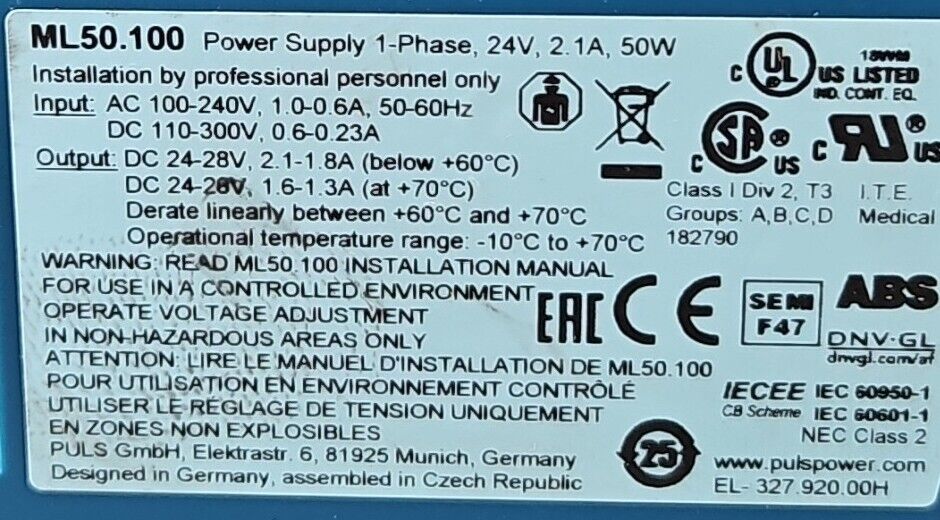 ML50.100 Power Supply 1-Phase, 24V, 2.1A, 50W
Installation by professional personnel only
Input: AC 100-240V, 1.0-0.6A, 50-60Hz
DC 110-300V, 0.6-0.23A
Output: DC 24-28V, 2.1-1.8A (below +60°C)
DC 24-28V, 1.6-1.3A (at +70°C)
Derate linearly between +60°C and +70°C
Operational temperature range: -10°C to +70°C
C UL US LISTED
IND. CONT. EQ.
C SA ® US
C RU ® US
Class I Div 2, T3
Groups: A,B,C,D
182790
I.T.E.
Medical
WARNING: READ ML50.100 INSTALLATION MANUAL
FOR USE IN A CONTROLLED ENVIRONMENT
OPERATE VOLTAGE ADJUSTMENT
IN NON-HAZARDOUS AREAS ONLY
ATTENTION: LIRE LE MANUEL D'INSTALLATION DE ML50.100
POUR UTILISATION EN ENVIRONNEMENT CONTRÔLÉ
UTILISER LE RÉGLAGE DE TENSION UNIQUEMENT
EN ZONES NON EXPLOSIBLES
PULS GmbH, Elektrastr. 6, 81925 Munich, Germany
Designed in Germany, assembled in Czech Republic
EAC CE
SEMI
F47
ABS
DNV·GL
dnvgl.com/af
IECEE IEC 60950-1
CB Scheme IEC 60601-1
NEC Class 2
25
www.pulspower.com
EL- 327.920.00H